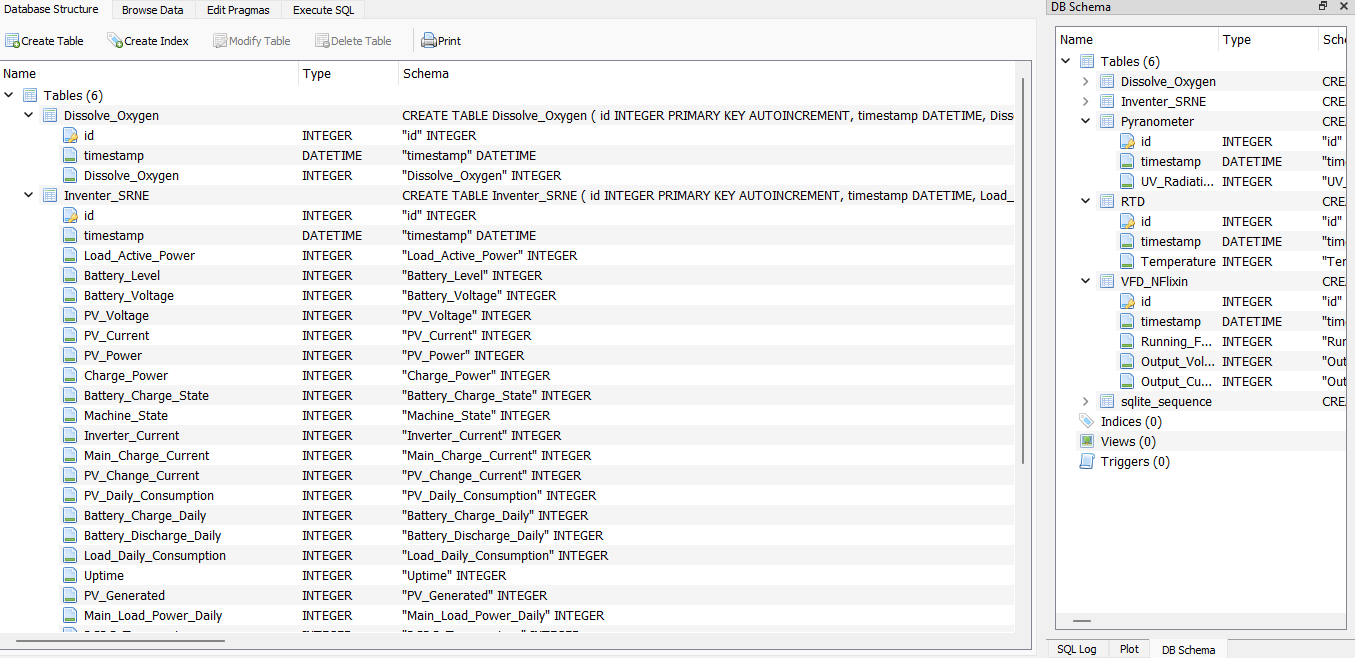 Database Structure Browse Data Edit Pragmas Execute SQL
Create Table Create Index Modify Table Delete Table Print
Name Type Schema
Tables (6)
Dissolve_Oxygen CREATE TABLE Dissolve_Oxygen ( id INTEGER PRIMARY KEY AUTOINCREMENT, timestamp DATETIME, Diss
id INTEGER "id" INTEGER
timestamp DATETIME "timestamp" DATETIME
Dissolve_Oxygen INTEGER "Dissolve_Oxygen" INTEGER
Inventer_SRNE CREATE TABLE Inventer_SRNE ( id INTEGER PRIMARY KEY AUTOINCREMENT, timestamp DATETIME, Load_
id INTEGER "id" INTEGER
timestamp DATETIME "timestamp" DATETIME
Load_Active_Power INTEGER "Load_Active_Power" INTEGER
Battery_Level INTEGER "Battery_Level" INTEGER
Battery_Voltage INTEGER "Battery_Voltage" INTEGER
PV_Voltage INTEGER "PV_Voltage" INTEGER
PV_Current INTEGER "PV_Current" INTEGER
PV_Power INTEGER "PV_Power" INTEGER
Charge_Power INTEGER "Charge_Power" INTEGER
Battery_Charge_State INTEGER "Battery_Charge_State" INTEGER
Machine_State INTEGER "Machine_State" INTEGER
Inverter_Current INTEGER "Inverter_Current" INTEGER
Main_Charge_Current INTEGER "Main_Charge_Current" INTEGER
PV_Change_Current INTEGER "PV_Change_Current" INTEGER
PV_Daily_Consumption INTEGER "PV_Daily_Consumption" INTEGER
Battery_Charge_Daily INTEGER "Battery_Charge_Daily" INTEGER
Battery_Discharge_Daily INTEGER "Battery_Discharge_Daily" INTEGER
Load_Daily_Consumption INTEGER "Load_Daily_Consumption" INTEGER
Uptime INTEGER "Uptime" INTEGER
PV_Generated INTEGER "PV_Generated" INTEGER
Main_Load_Power_Daily INTEGER "Main_Load_Power_Daily" INTEGER
DB Schema
Name Type Sche
Tables (6)
Dissolve_Oxygen CREA
Inventer_SRNE CREA
Pyranometer CREA
id INTEGER "id"
timestamp DATETIME "tim
UV_Radiati... INTEGER "UV_
RTD CREA
id INTEGER "id"
timestamp DATETIME "tim
Temperature INTEGER "Ter
VFD_NFlixin CREA
id INTEGER "id"
timestamp DATETIME "tim
Running_F... INTEGER "Rur
Output_Vol... INTEGER "Out
Output_Cu... INTEGER "Out
sqlite_sequence CREA
Indices (0)
Views (0)
Triggers (0)
SQL Log Plot DB Schema